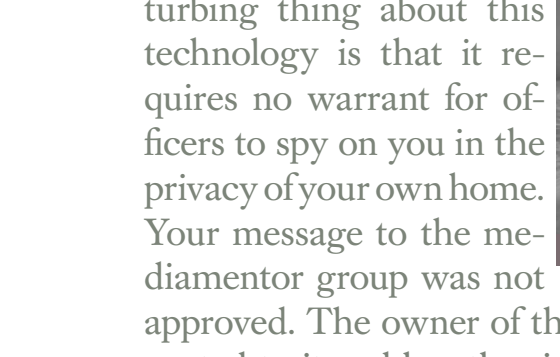 turbing thing about this
technology is that it re-
quires no warrant for of-
ficers to spy on you in the
privacy of your own home.
Your message to the me-
diamentor group was not
approved. The owner of th